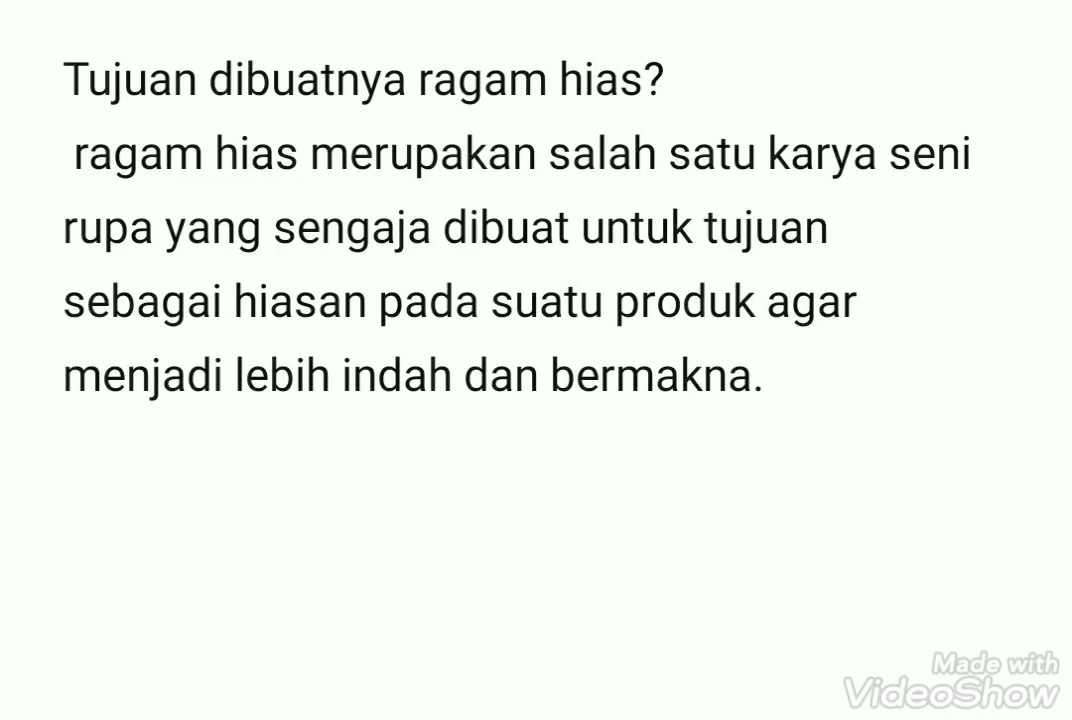 Tujuan dibuatnya ragam hias?
ragam hias merupakan salah satu karya seni
rupa yang sengaja dibuat untuk tujuan
sebagai hiasan pada suatu produk agar
menjadi lebih indah dan bermakna.
Made with
VideoShow